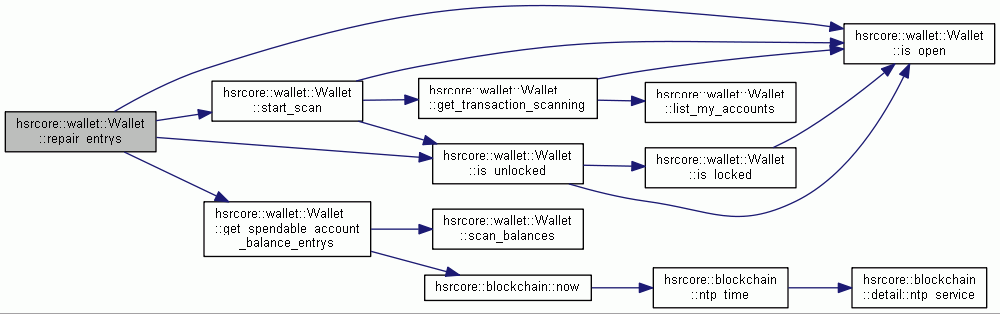 hsrcore::wallet::Wallet
::is_open
hsrcore::wallet::Wallet
::start_scan
hsrcore::wallet::Wallet
::get_transaction_scanning
hsrcore::wallet::Wallet
::list_my_accounts
hsrcore::wallet::Wallet
::repair_entrys
hsrcore::wallet::Wallet
::is_unlocked
hsrcore::wallet::Wallet
::is_locked
hsrcore::wallet::Wallet
::get_spendable_account
_balance_entrys
hsrcore::wallet::Wallet
::scan_balances
hsrcore::blockchain::now
hsrcore::blockchain
::ntp_time
hsrcore::blockchain
::detail::ntp_service